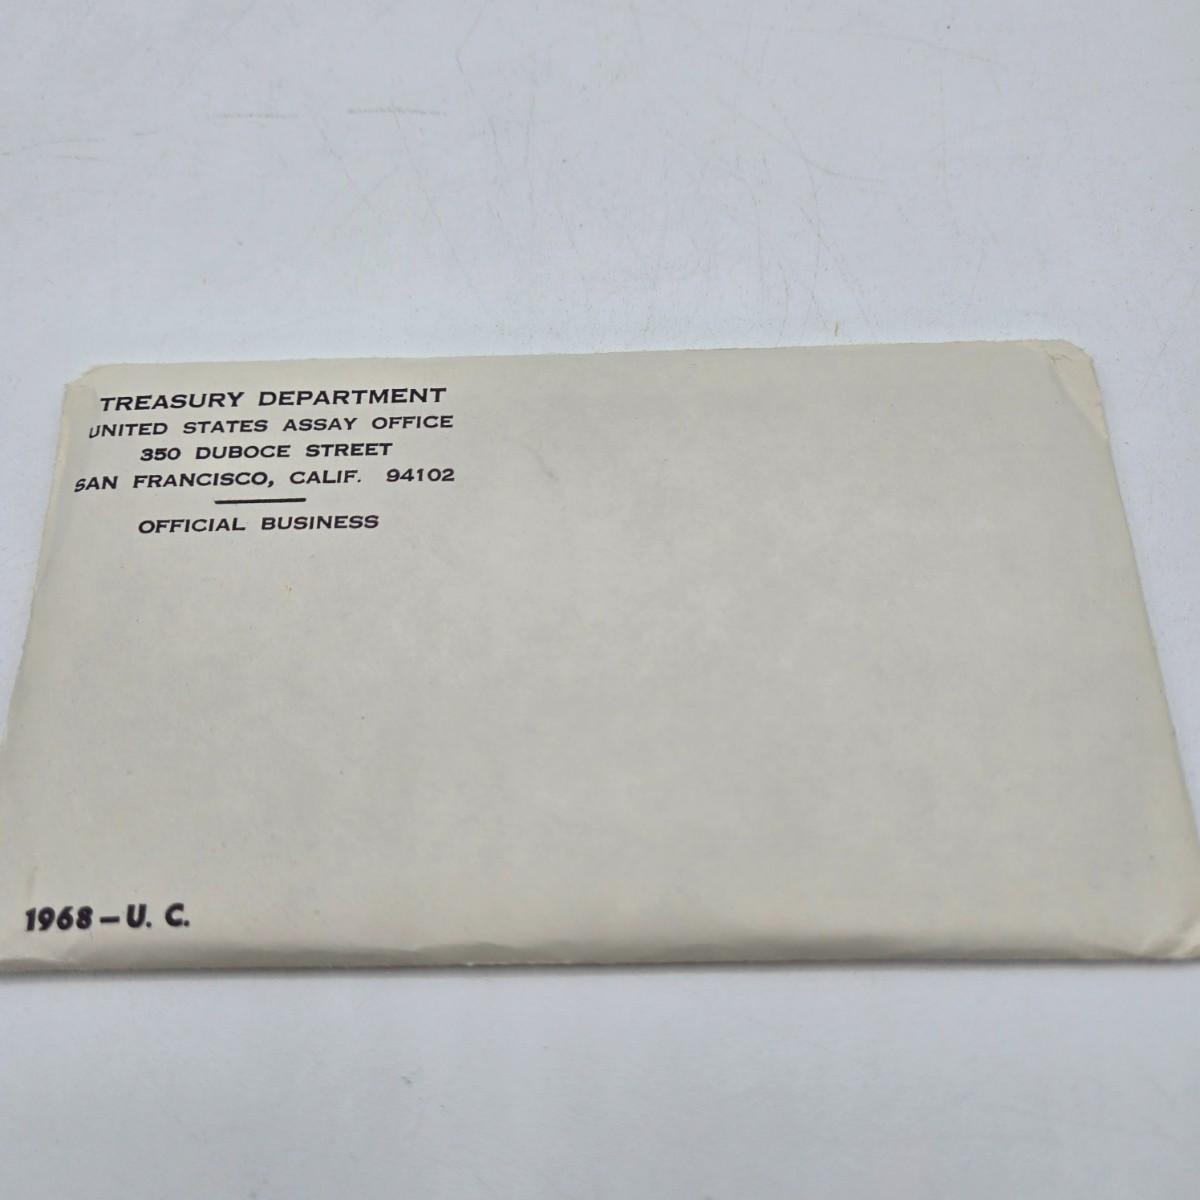 TREASURY DEPARTMENT
UNITED STATES ASSAY OFFICE
350 DUBOCE STREET
SAN FRANCISCO, CALIF. 94102
OFFICIAL BUSINESS
1968 – U. C.